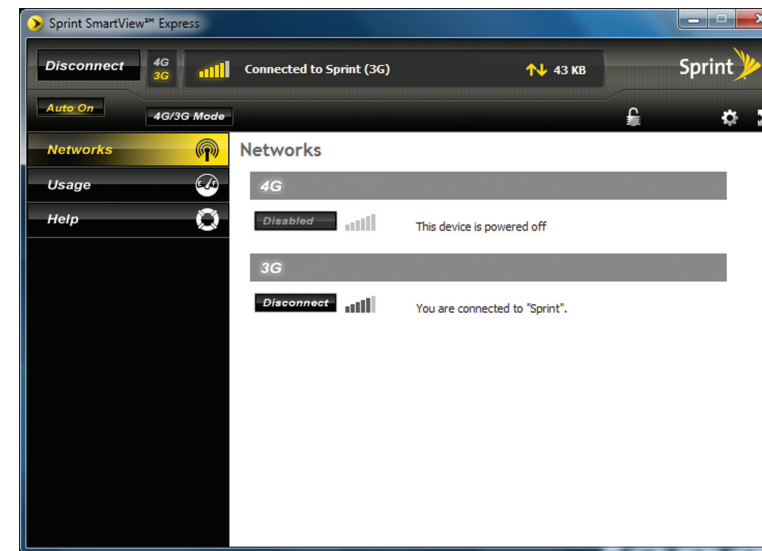 Sprint SmartView℠ Express
Disconnect
4G
3G
Connected to Sprint (3G)
43 KB
Sprint
Auto On
4G/3G Mode
Networks
Usage
Help
Networks
4G
Disabled
This device is powered off
3G
Disconnect
You are connected to "Sprint".